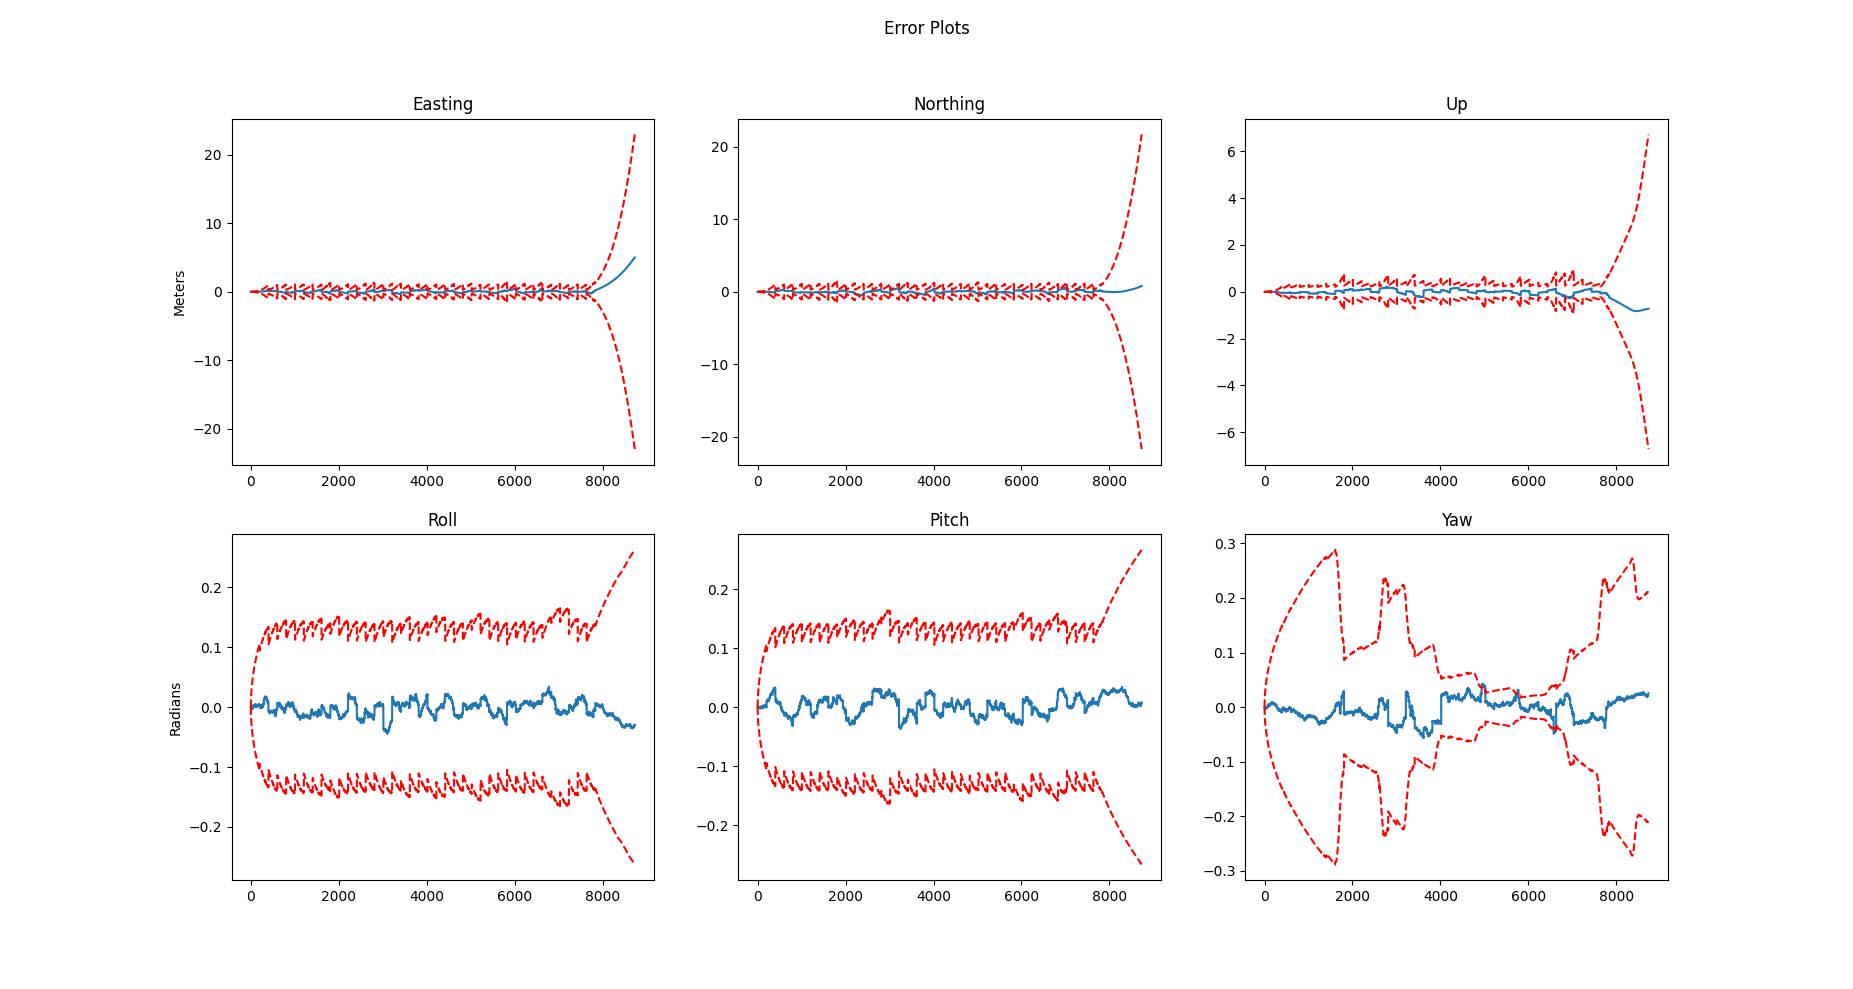 Error Plots
Easting Northing Up
20 20 6
10 10 4
2
0 0 0
−10 −10 −2
−4
−20 −20 −6
Meters
0 2000 4000 6000 8000 0 2000 4000 6000 8000 0 2000 4000 6000 8000
Roll Pitch Yaw
0.3
0.2 0.2 0.2
0.1 0.1 0.1
0.0 0.0 0.0
−0.1 −0.1 −0.1
−0.2 −0.2 −0.2
−0.3
Radians
0 2000 4000 6000 8000 0 2000 4000 6000 8000 0 2000 4000 6000 8000